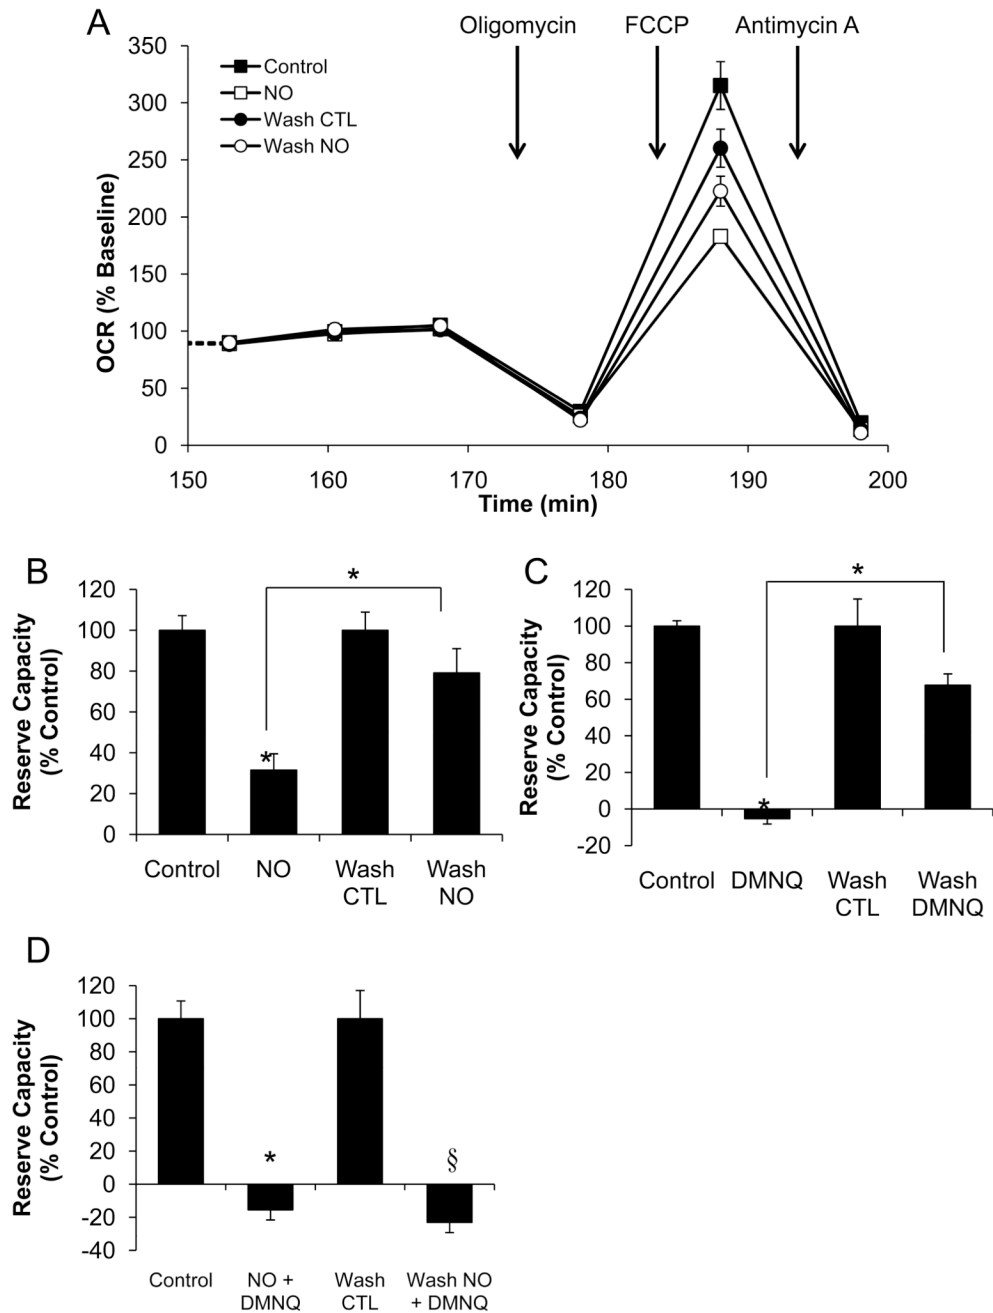 A
Oligomycin FCCP Antimycin A
350
300
250
200
150
100
50
0
OCR (% Baseline)
Control
NO
Wash CTL
Wash NO
150 160 170 180 190 200
Time (min)
B
120
100
80
60
40
20
0
Reserve Capacity
(% Control)
*
*
Control NO Wash Wash
CTL NO
C
120
100
80
60
40
20
0
-20
Reserve Capacity
(% Control)
*
*
Control DMNQ Wash Wash
CTL DMNQ
D
120
100
80
60
40
20
0
-20
-40
Reserve Capacity
(% Control)
* §
Control NO + Wash Wash NO
DMNQ CTL + DMNQ